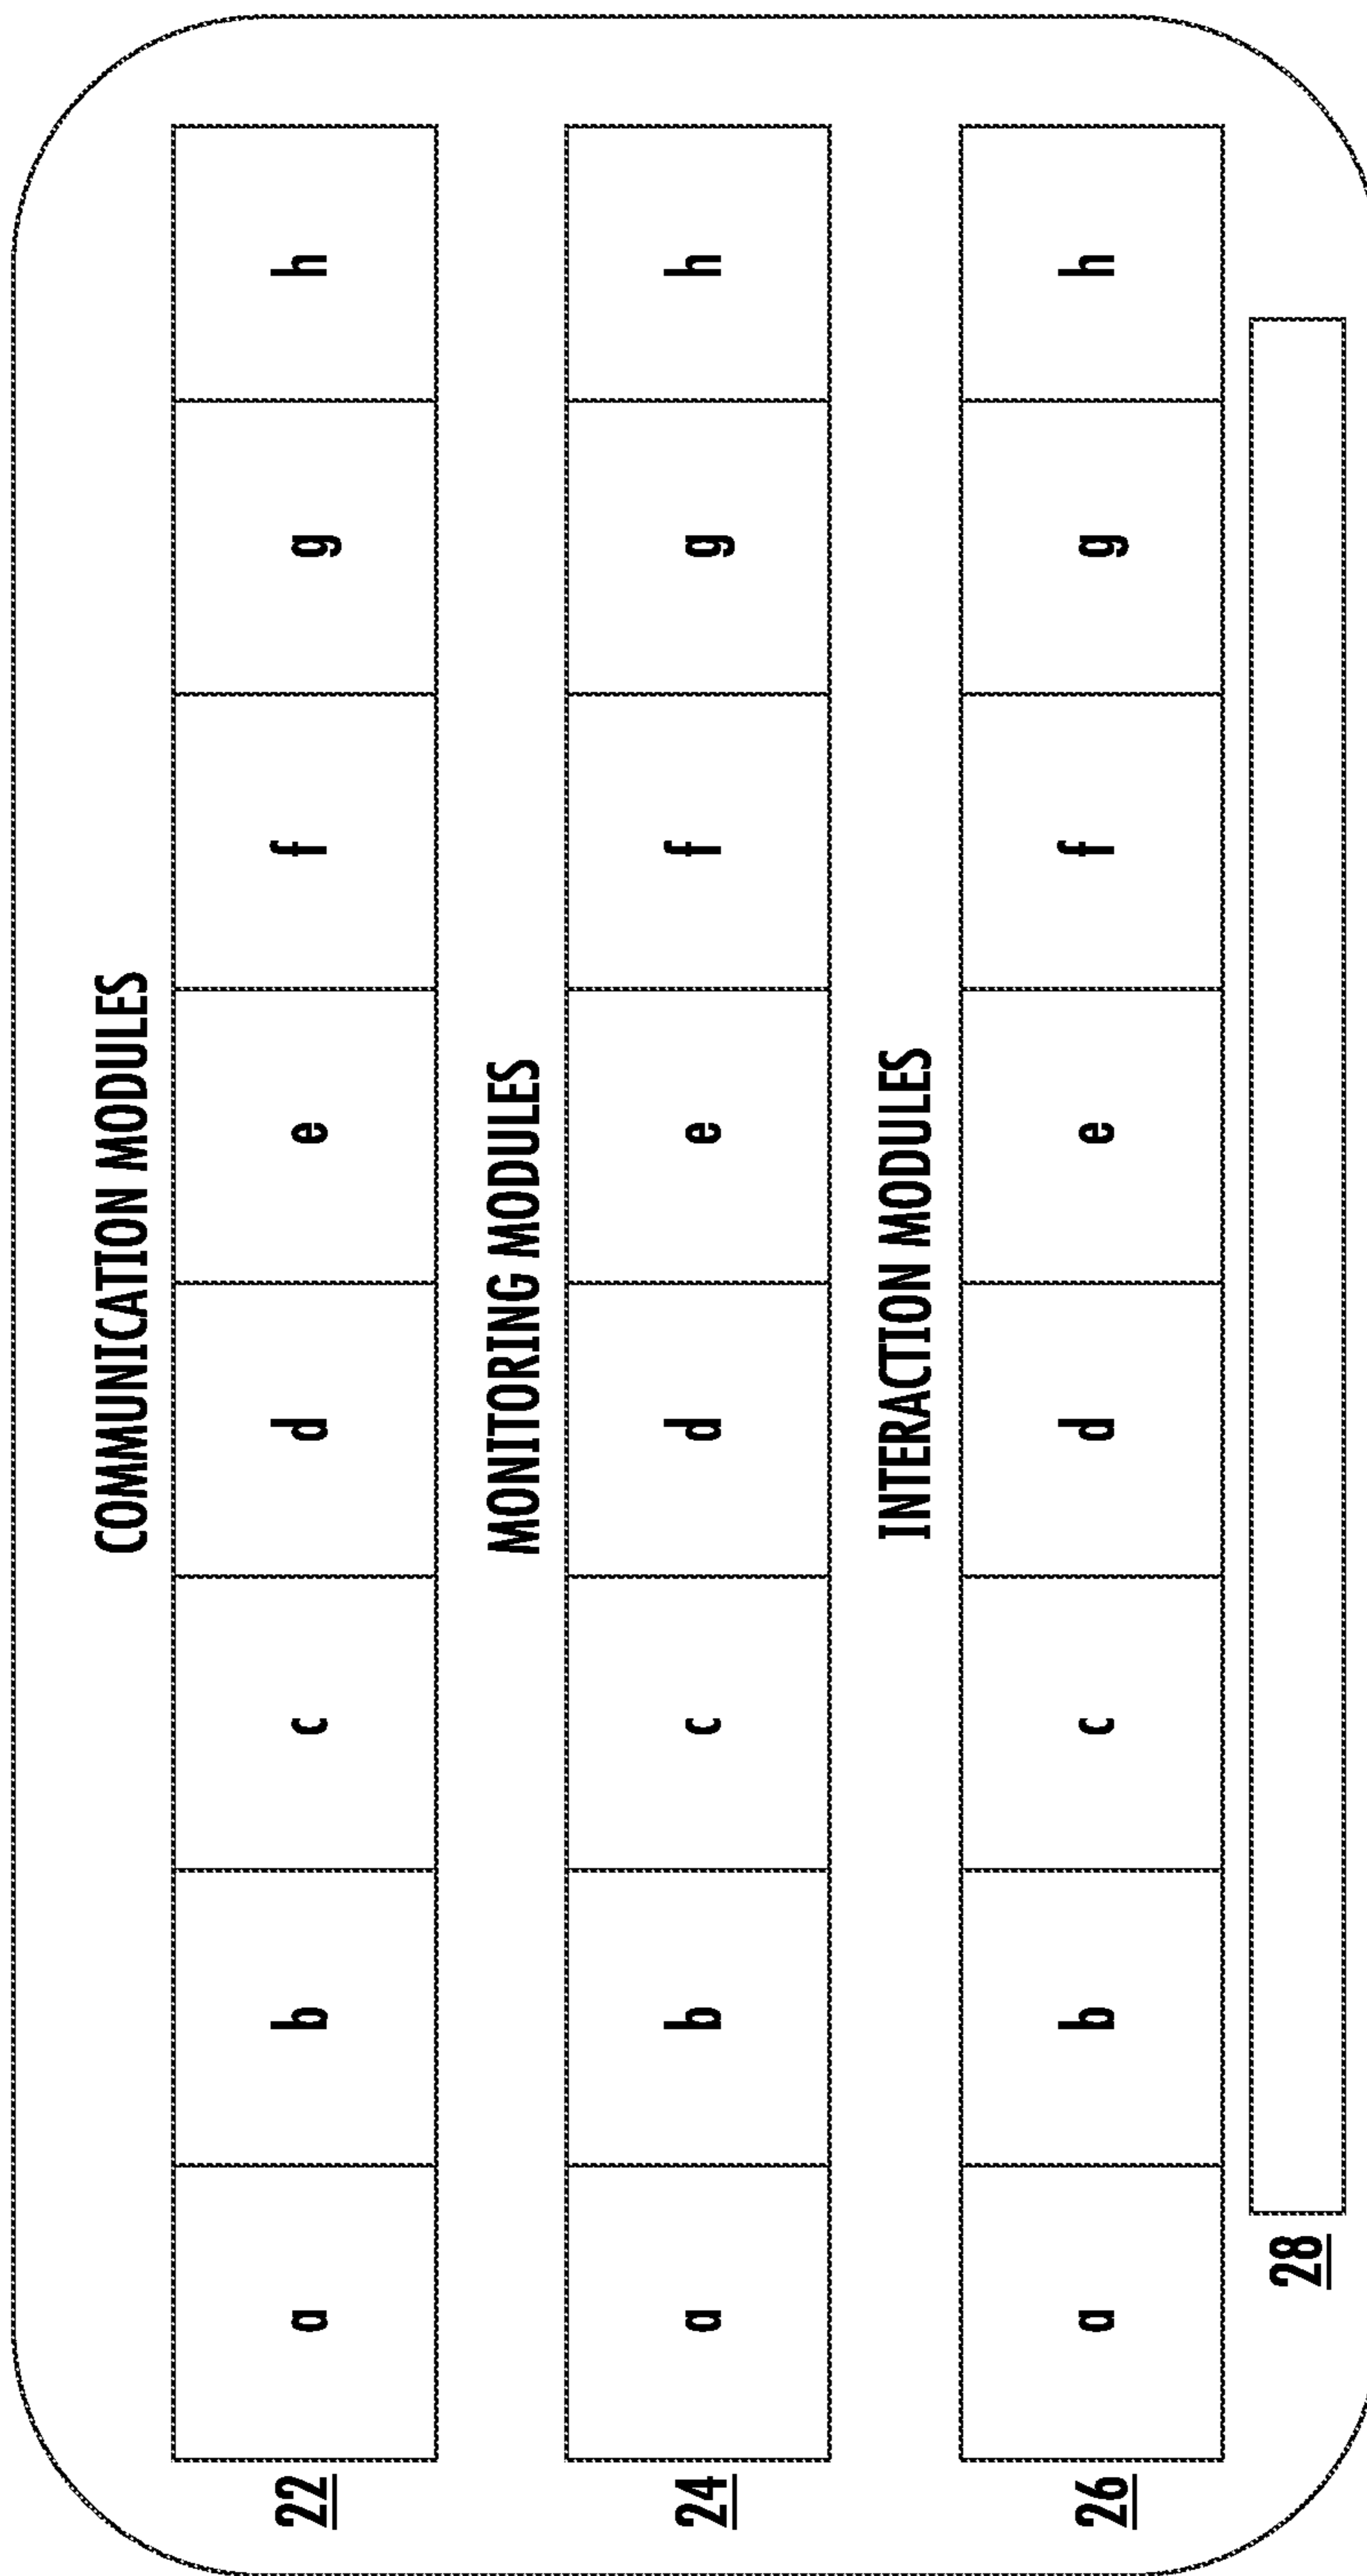 COMMUNICATION MODULES
22 a b c d e f g h
MONITORING MODULES
24 a b c d e f g h
INTERACTION MODULES
26 a b c d e f g h
28